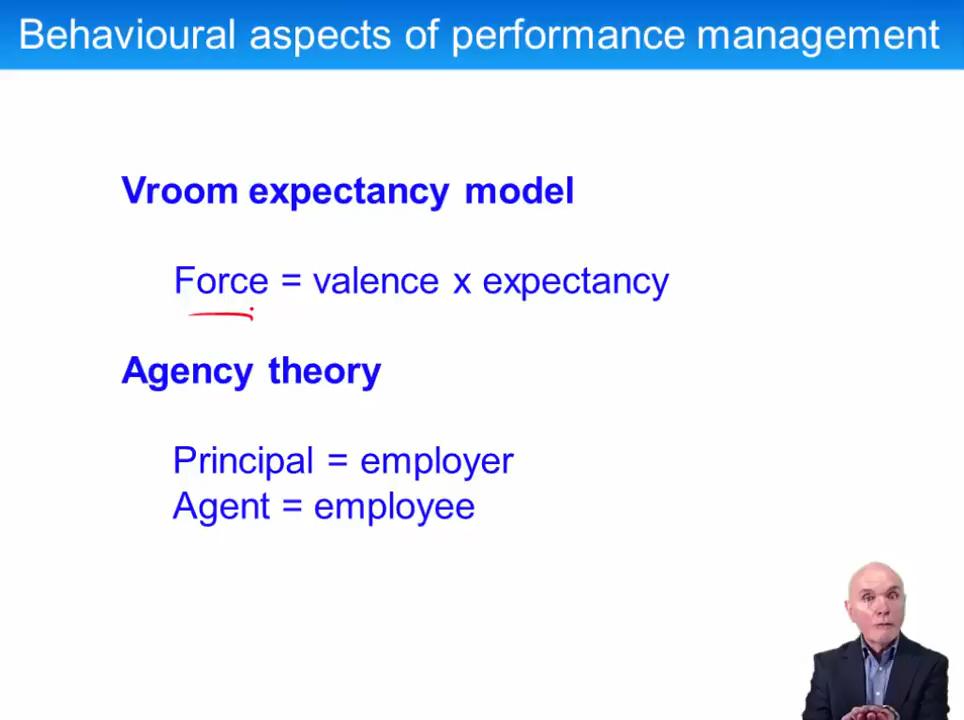 Behavioural aspects of performance management
Vroom expectancy model
Force = valence x expectancy
Agency theory
Principal = employer
Agent = employee